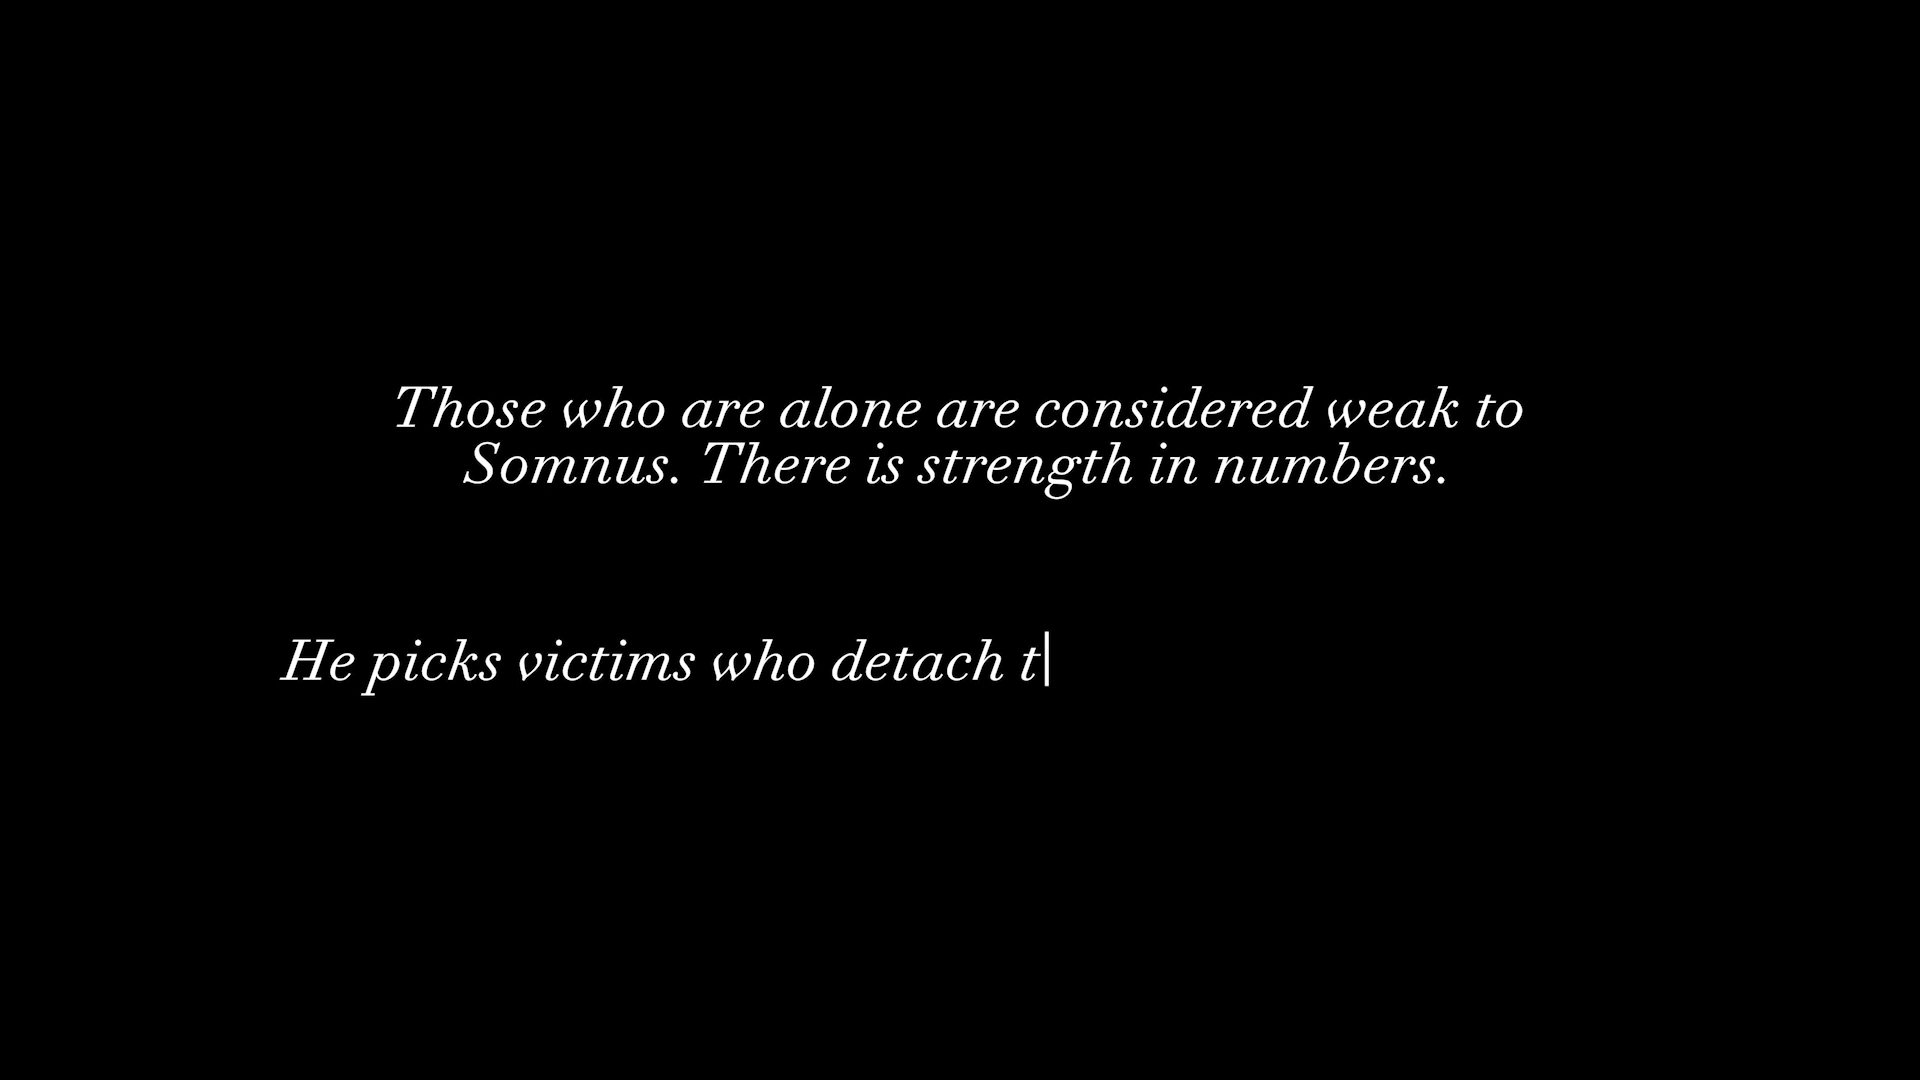 Those who are alone are considered weak to
Somnus. There is strength in numbers.
He picks victims who detach t|